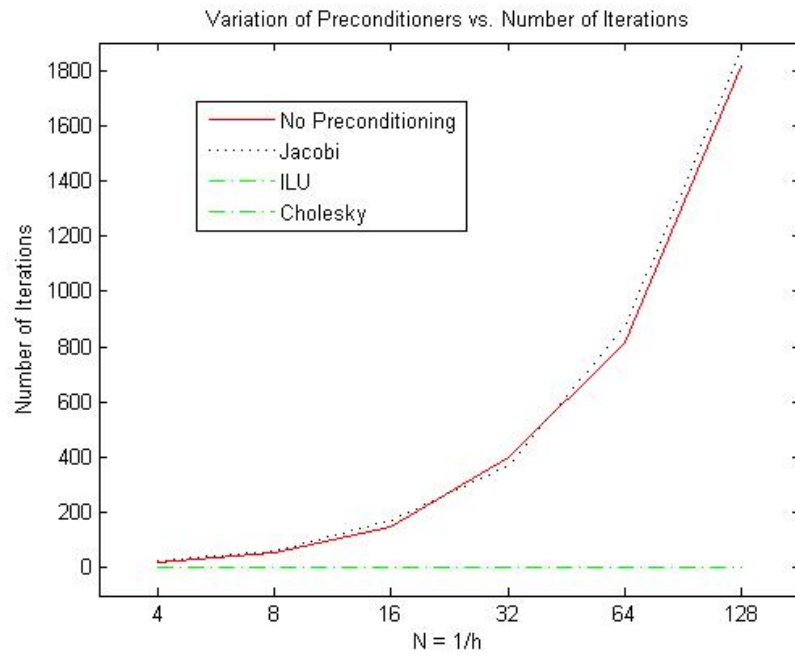 Variation of Preconditioners vs. Number of Iterations
Number of Iterations
1800
1600
1400
1200
1000
800
600
400
200
0
No Preconditioning
Jacobi
ILU
Cholesky
4 8 16 32 64 128
N = 1/h